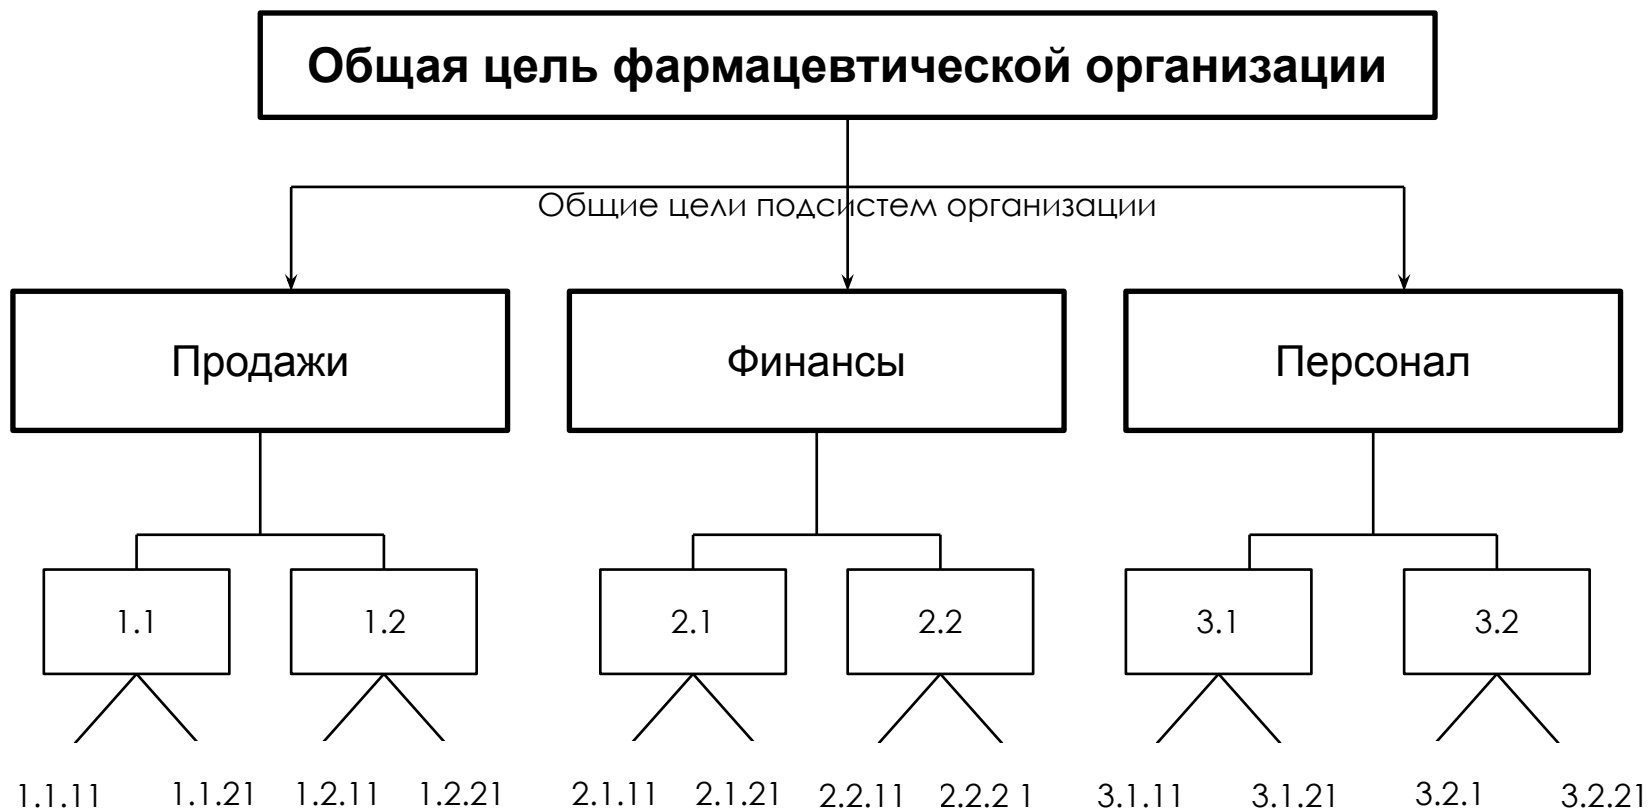 Общая цель фармацевтической организации
Общие цели подсистем организации
Продажи Финансы Персонал
1.1 1.2 2.1 2.2 3.1 3.2
1.1.11 1.1.21 1.2.11 1.2.21 2.1.11 2.1.21 2.2.11 2.2.2 1 3.1.11 3.1.21 3.2.1 3.2.21